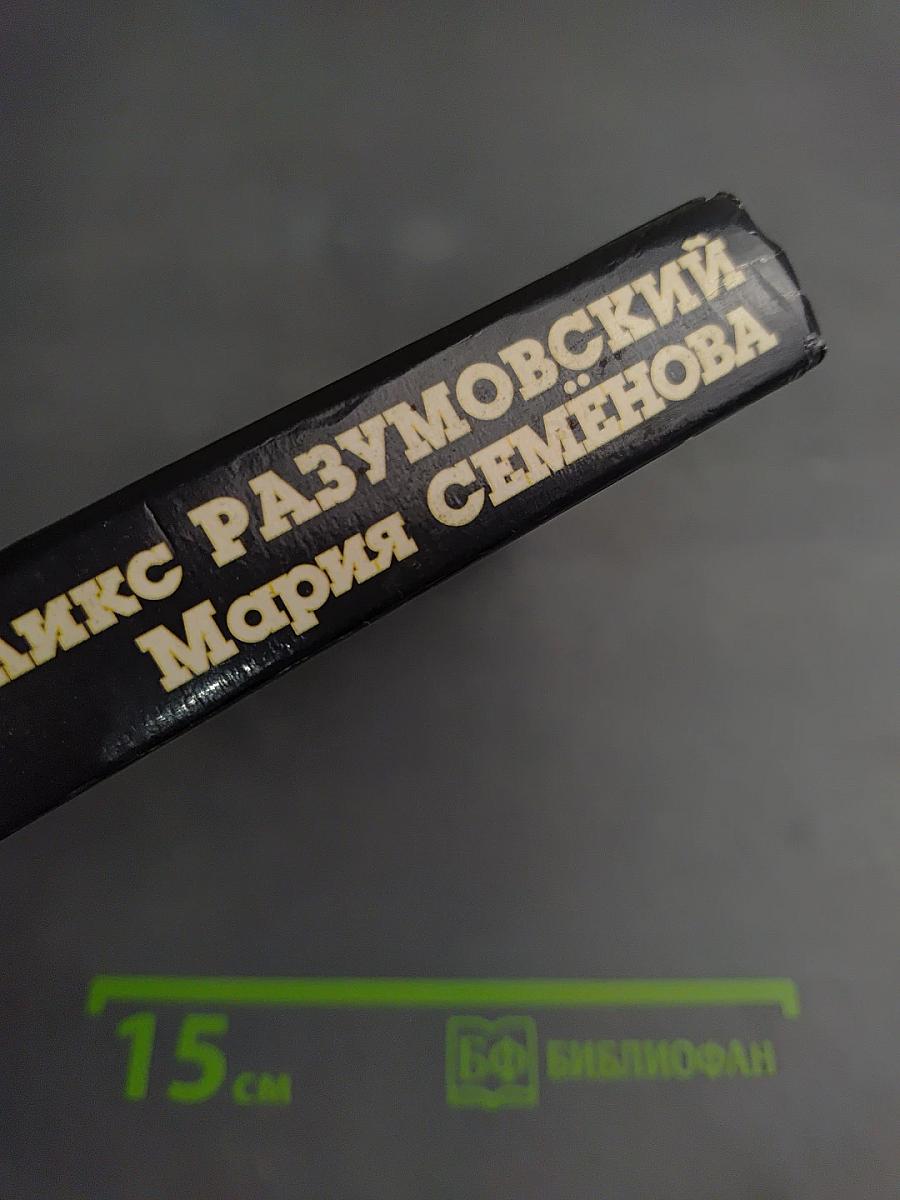 ликс РАЗУМОВСКИЙ
Мария СЕМЁНОВА
15 см
БФ БИБЛИОФАН